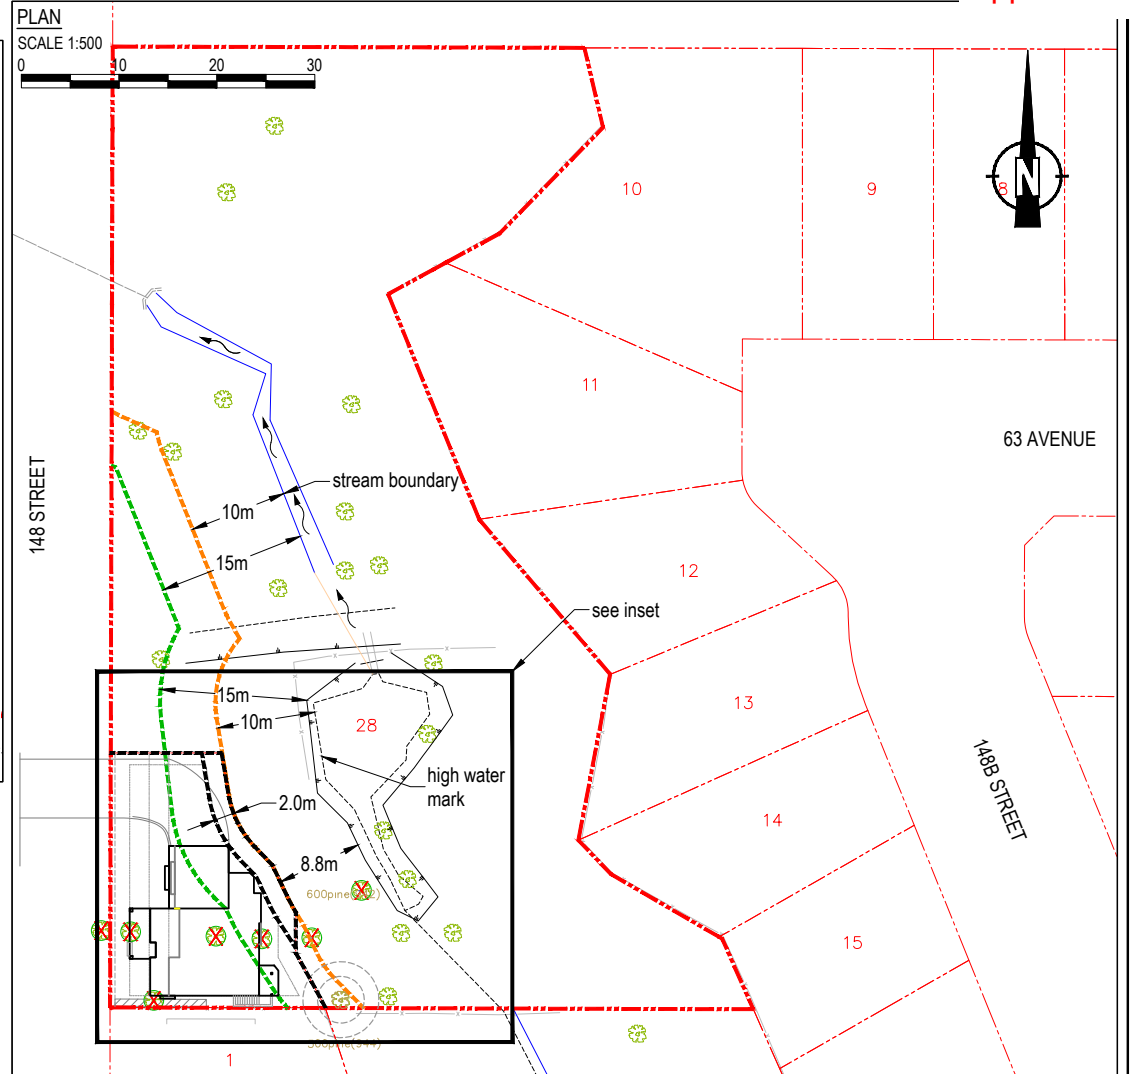 PLAN
SCALE 1:500
0 10 20 30
10
9
8
N
11
63 AVENUE
148 STREET
stream boundary
10m
15m
12
see inset
15m
10m
28
13
high water
mark
2.0m
148B STREET
14
8.8m
15
1